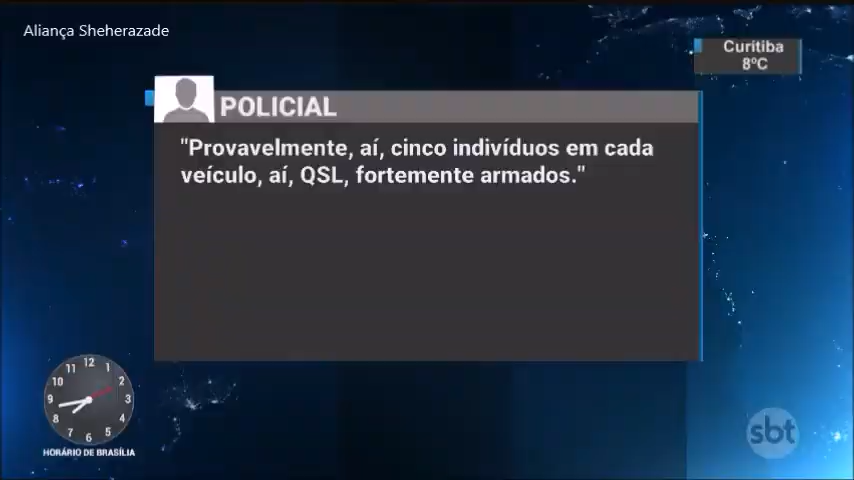 Aliança Sheherazade
Curitiba
8ºC
POLICIAL
"Provavelmente, aí, cinco indivíduos em cada
veículo, aí, QSL, fortemente armados."
12
11 1
10 2
9 3
8 4
7 5
6
HORÁRIO DE BRASÍLIA
sbt